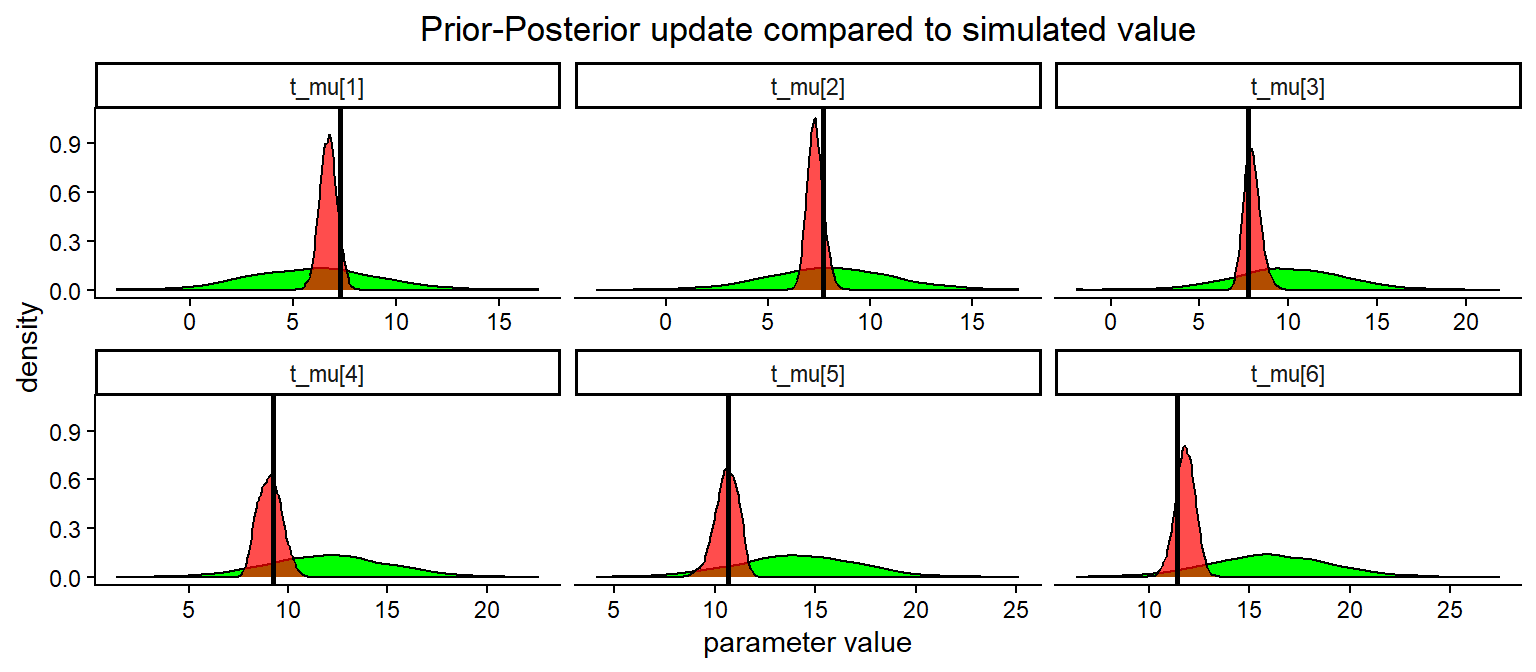 Prior-Posterior update compared to simulated value
t_mu[1] t_mu[2] t_mu[3]
0.9
0.6
0.3
0.0
0 5 10 15 0 5 10 15 0 5 10 15 20
density
t_mu[4] t_mu[5] t_mu[6]
0.9
0.6
0.3
0.0
5 10 15 20 5 10 15 20 25 10 15 20 25
parameter value